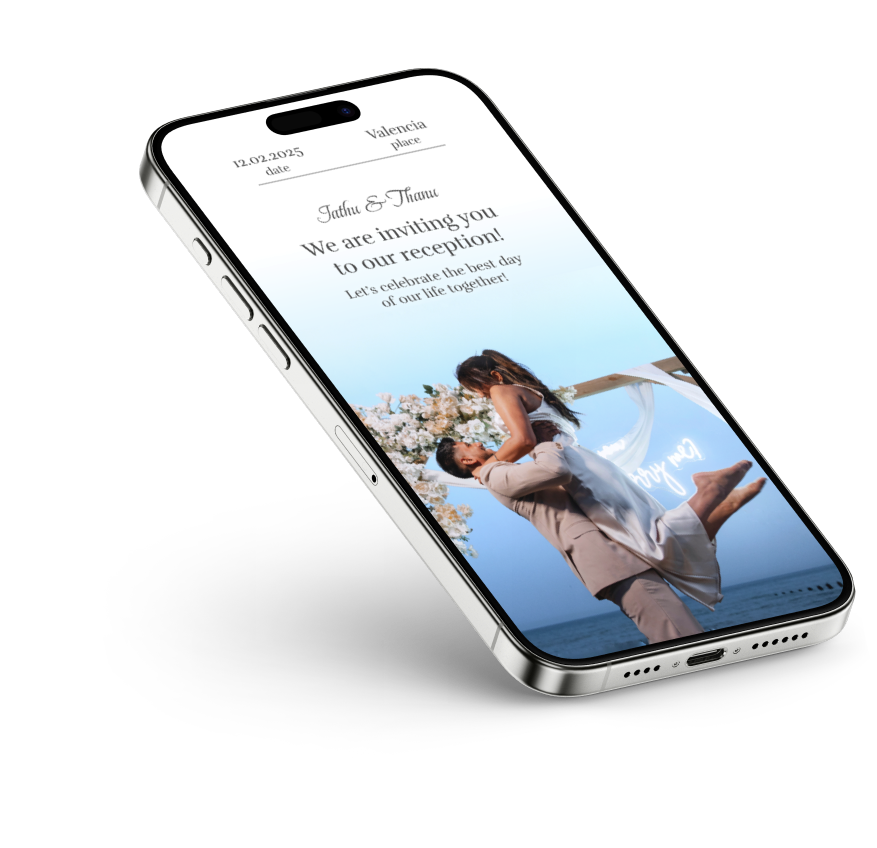 12.02.2025
date
Valencia
place
Jathu & Thanu
We are inviting you
to our reception!
Let's celebrate the best day
of our life together!